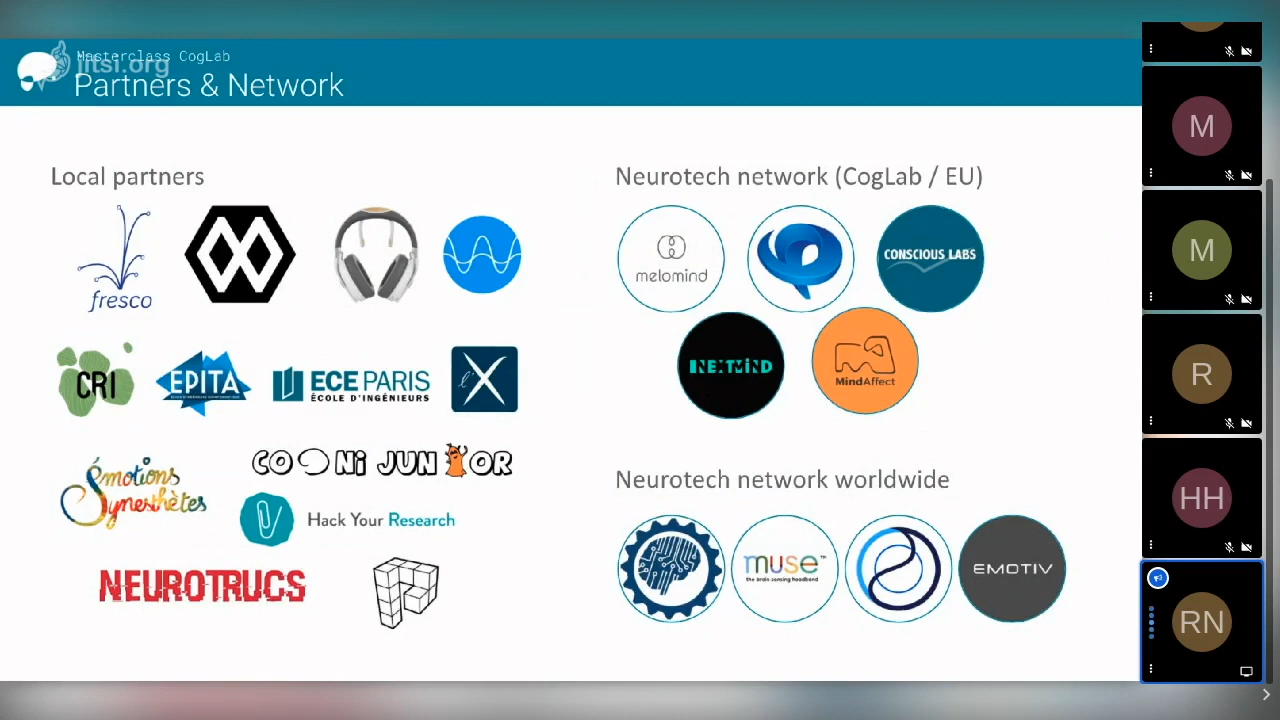 Masterclass CogLab
jitsi.org
Partners & Network
Local partners
fresco
CRI
EPITA
ECE PARIS
ÉCOLE D'INGÉNIEURS
l'X
émotions
Synesthètes
COGNi JUNiOR
Hack Your Research
NEUROTRUCS
Neurotech network (CogLab / EU)
melomind
CONSCIOUS LABS
NEXTMIND
MindAffect
Neurotech network worldwide
muse™
the brain sensing headband
EMOTIV
M
M
R
HH
RN